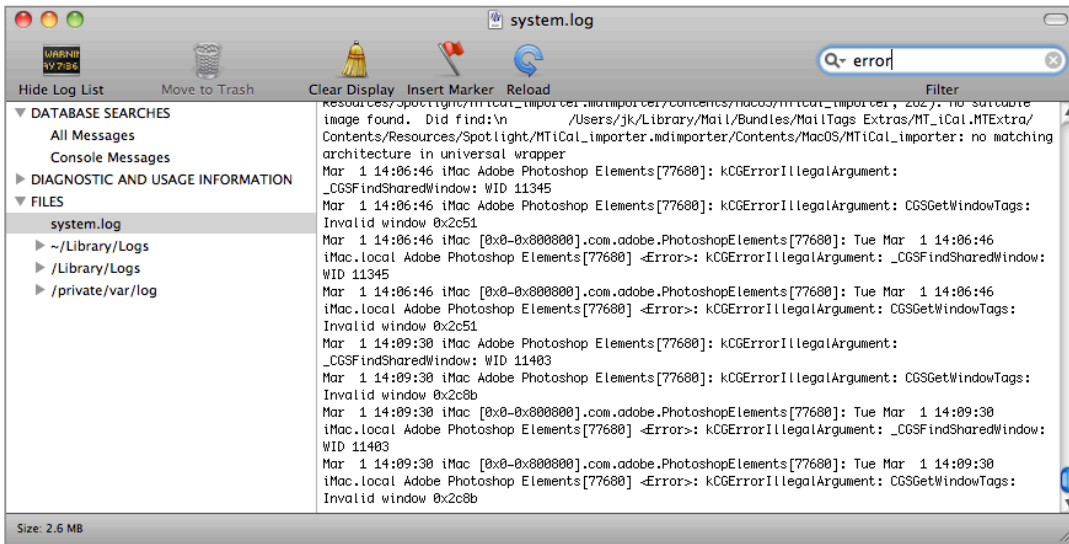 system.log
WARNIN
AY 7:36
error
Hide Log List
Move to Trash
Clear Display
Insert Marker
Reload
Filter
DATABASE SEARCHES
All Messages
Console Messages
DIAGNOSTIC AND USAGE INFORMATION
FILES
system.log
~/Library/Logs
/Library/Logs
/private/var/log
Resources/Spotlight/MTiCal_importer.mdimporter/Contents/MacOS/MTiCal_importer, 262): no suitable
image found.  Did find:\n        /Users/jk/Library/Mail/Bundles/MailTags Extras/MT_iCal.MTExtra/
Contents/Resources/Spotlight/MTiCal_importer.mdimporter/Contents/MacOS/MTiCal_importer: no matching
architecture in universal wrapper
Mar  1 14:06:46 iMac Adobe Photoshop Elements[77680]: kCGErrorIllegalArgument:
_CGSFindSharedWindow: WID 11345
Mar  1 14:06:46 iMac Adobe Photoshop Elements[77680]: kCGErrorIllegalArgument: CGSGetWindowTags:
Invalid window 0x2c51
Mar  1 14:06:46 iMac [0x0-0x800800].com.adobe.PhotoshopElements[77680]: Tue Mar  1 14:06:46
iMac.local Adobe Photoshop Elements[77680] <Error>: kCGErrorIllegalArgument: _CGSFindSharedWindow:
WID 11345
Mar  1 14:06:46 iMac [0x0-0x800800].com.adobe.PhotoshopElements[77680]: Tue Mar  1 14:06:46
iMac.local Adobe Photoshop Elements[77680] <Error>: kCGErrorIllegalArgument: CGSGetWindowTags:
Invalid window 0x2c51
Mar  1 14:09:30 iMac Adobe Photoshop Elements[77680]: kCGErrorIllegalArgument:
_CGSFindSharedWindow: WID 11403
Mar  1 14:09:30 iMac Adobe Photoshop Elements[77680]: kCGErrorIllegalArgument: CGSGetWindowTags:
Invalid window 0x2c8b
Mar  1 14:09:30 iMac [0x0-0x800800].com.adobe.PhotoshopElements[77680]: Tue Mar  1 14:09:30
iMac.local Adobe Photoshop Elements[77680] <Error>: kCGErrorIllegalArgument: _CGSFindSharedWindow:
WID 11403
Mar  1 14:09:30 iMac [0x0-0x800800].com.adobe.PhotoshopElements[77680]: Tue Mar  1 14:09:30
iMac.local Adobe Photoshop Elements[77680] <Error>: kCGErrorIllegalArgument: CGSGetWindowTags:
Invalid window 0x2c8b
Size: 2.6 MB